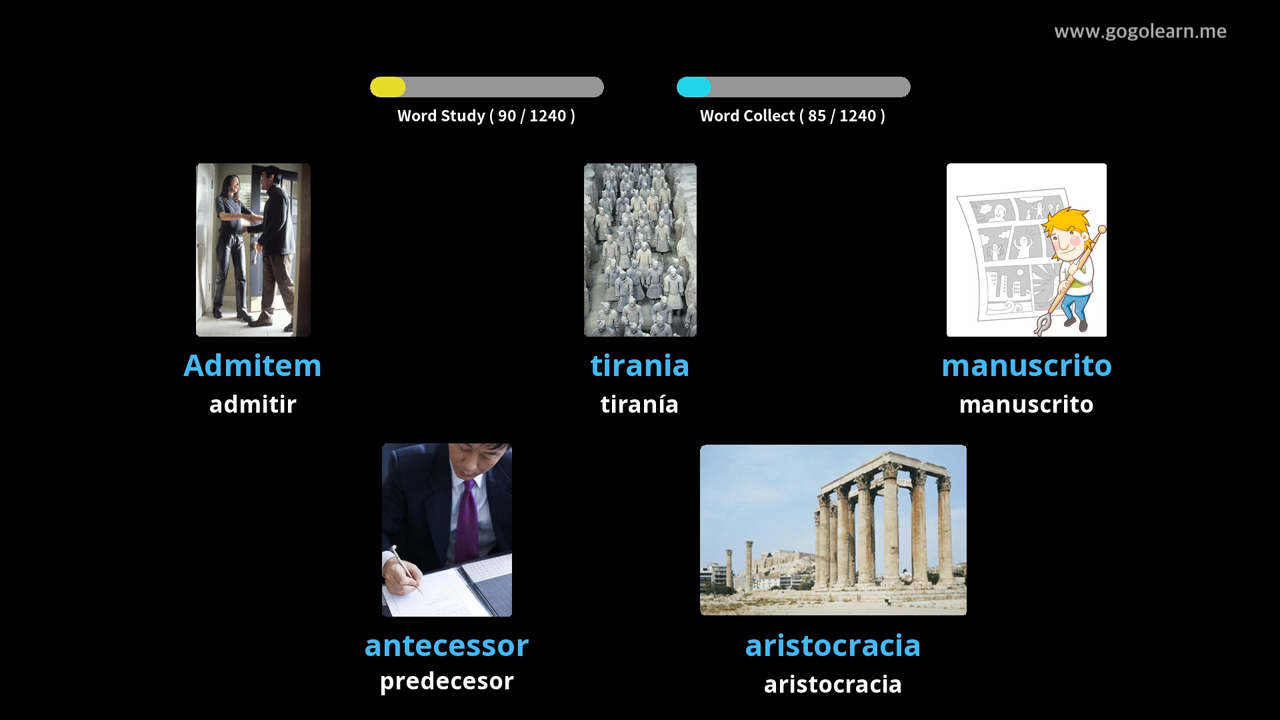 www.gogolearn.me
Word Study ( 90 / 1240 )
Word Collect ( 85 / 1240 )
Admitem
admitir
tirania
tiranía
manuscrito
manuscrito
antecessor
predecesor
aristocracia
aristocracia